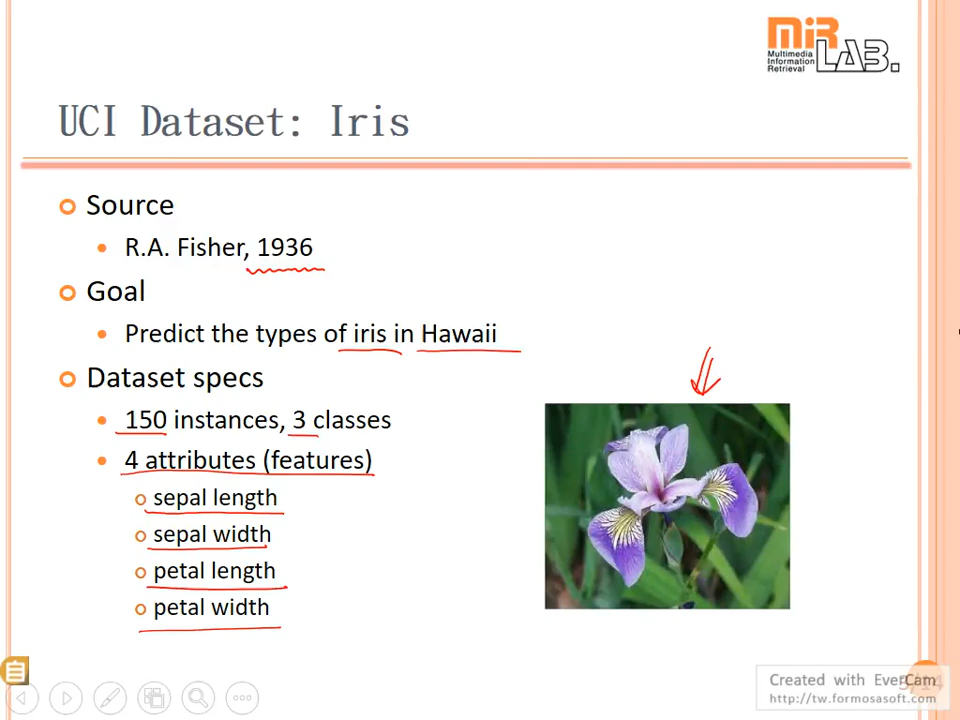 MiR
Multimedia
Information
Retrieval
LAB.
UCI Dataset: Iris
Source
R.A. Fisher, 1936
Goal
Predict the types of iris in Hawaii
Dataset specs
150 instances, 3 classes
4 attributes (features)
sepal length
sepal width
petal length
petal width
Created with EverCam
http://tw.formosasoft.com